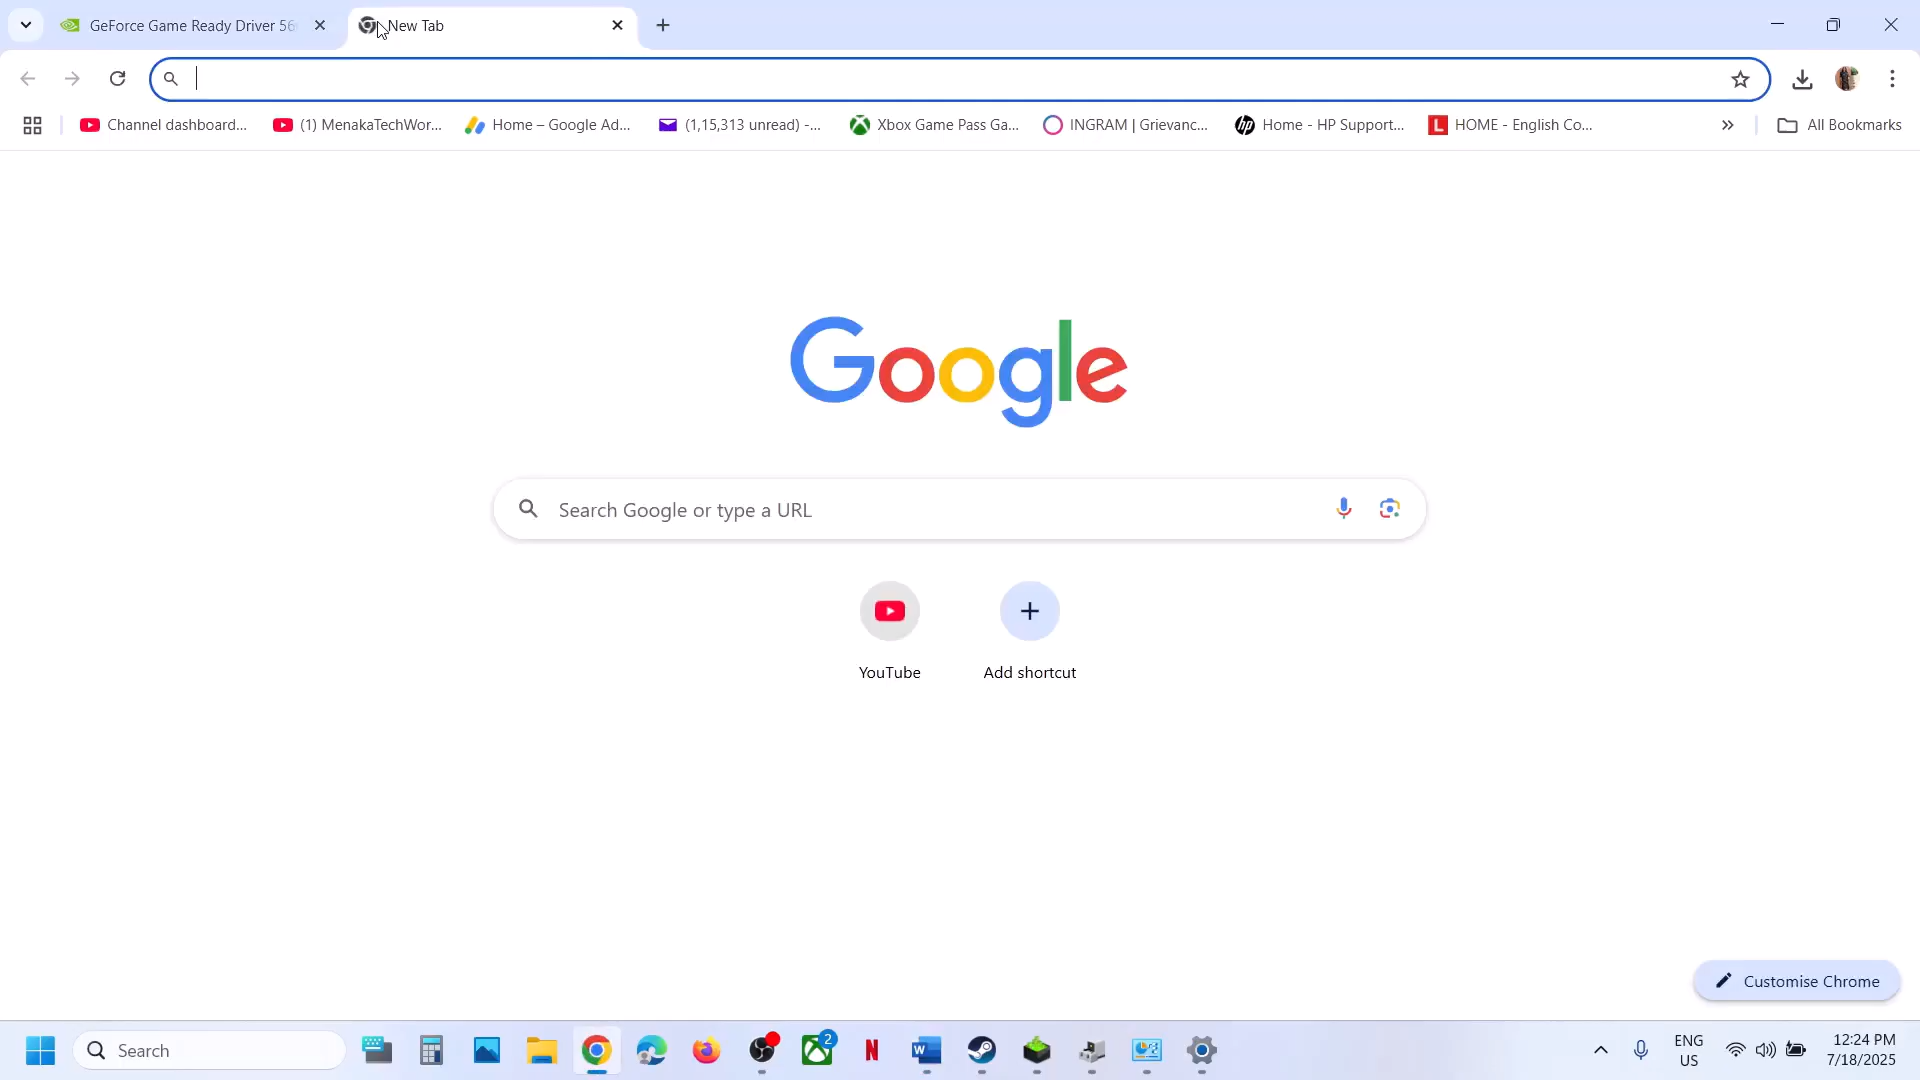 GeForce Game Ready Driver 56
New Tab
Channel dashboard...
(1) MenakaTechWor...
Home – Google Ad...
(1,15,313 unread) -...
Xbox Game Pass Ga...
INGRAM | Grievanc...
Home - HP Support...
HOME - English Co...
All Bookmarks
Google
Search Google or type a URL
YouTube
Add shortcut
Customise Chrome
Search
2
ENG
US
12:24 PM
7/18/2025